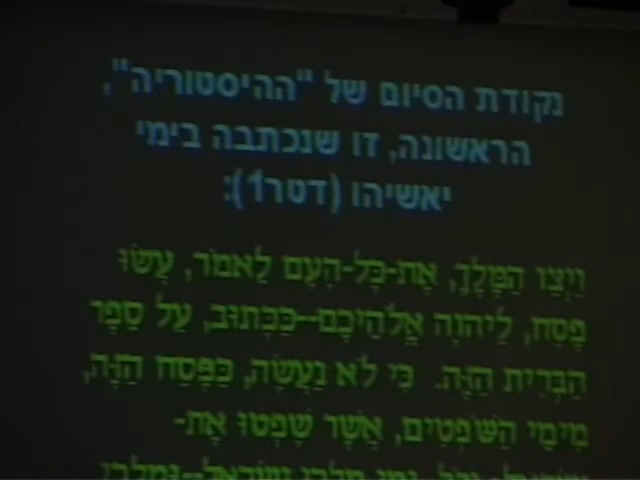 נקודת הסיום של "ההיסטוריה",
הראשונה, זו שנכתבה בימי
יאשיהו (דטר1):
וַיְצַו הַמֶּלֶךְ, אֶת-כָּל-הָעָם לֵאמֹר, עֲשׂוּ
פֶסַח, לַיהוָה אֱלֹהֵיכֶם--כַּכָּתוּב, עַל סֵפֶר
הַבְּרִית הַזֶּה. כִּי לֹא נַעֲשָׂה, כַּפֶּסַח הַזֶּה,
מִימֵי הַשֹּׁפְטִים, אֲשֶׁר שָׁפְטוּ אֶת-